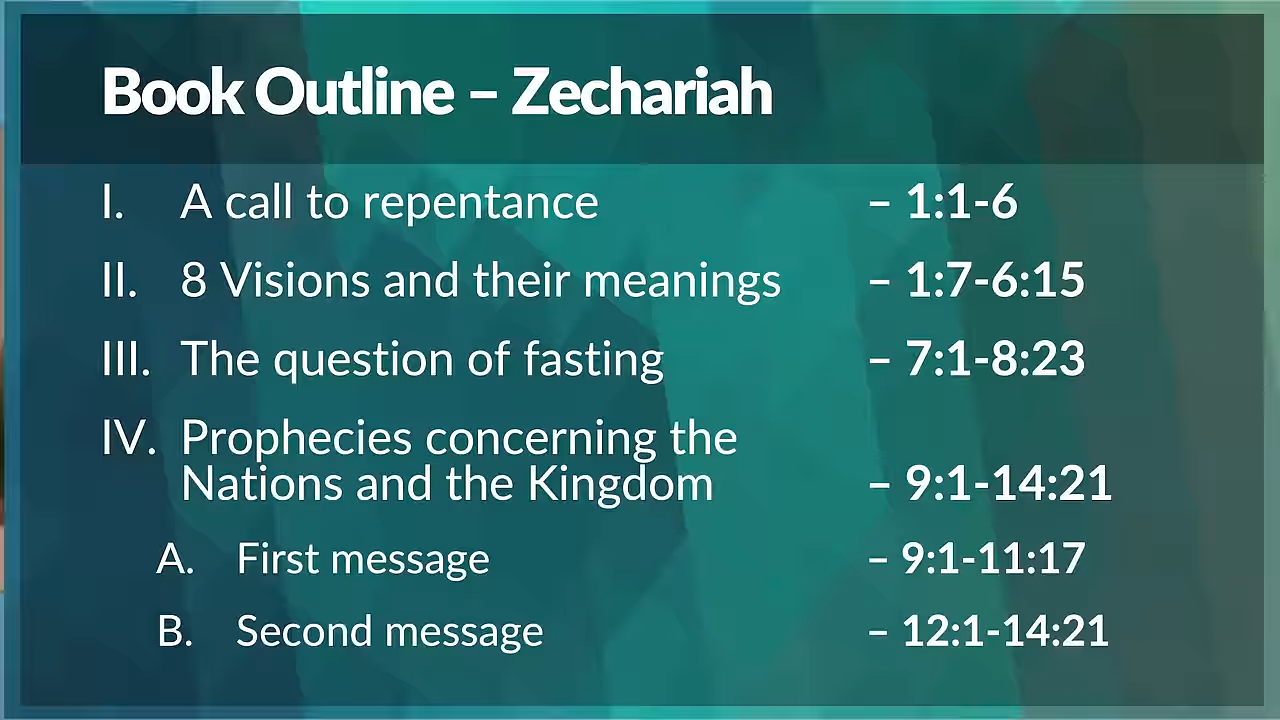 Book Outline – Zechariah
I. A call to repentance – 1:1-6
II. 8 Visions and their meanings – 1:7-6:15
III. The question of fasting – 7:1-8:23
IV. Prophecies concerning the
Nations and the Kingdom – 9:1-14:21
A. First message – 9:1-11:17
B. Second message – 12:1-14:21